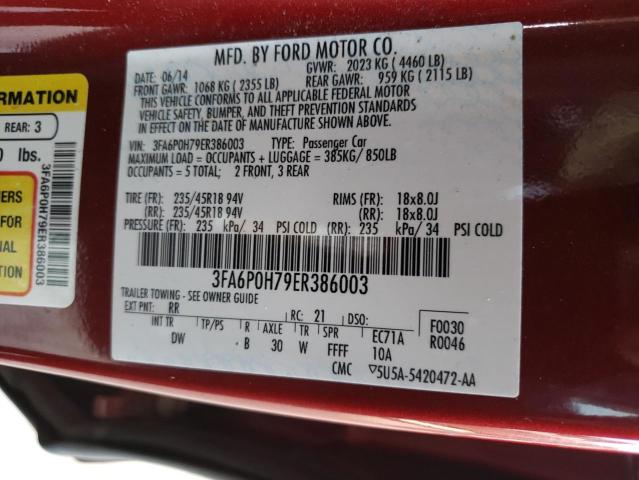 MFD. BY FORD MOTOR CO.
DATE: 06/14 GVWR: 2023 KG ( 4460 LB)
FRONT GAWR: 1068 KG ( 2355 LB) REAR GAWR: 959 KG ( 2115 LB)
THIS VEHICLE CONFORMS TO ALL APPLICABLE FEDERAL MOTOR
VEHICLE SAFETY, BUMPER, AND THEFT PREVENTION STANDARDS
IN EFFECT ON THE DATE OF MANUFACTURE SHOWN ABOVE.
VIN: 3FA6P0H79ER386003 TYPE: Passenger Car
MAXIMUM LOAD = OCCUPANTS + LUGGAGE = 385KG/ 850LB
OCCUPANTS = 5 TOTAL; 2 FRONT, 3 REAR
TIRE (FR): 235/45R18 94V RIMS (FR): 18x8.0J
(RR): 235/45R18 94V (RR): 18x8.0J
PRESSURE (FR): 235 kPa/ 34 PSI COLD (RR): 235 kPa/ 34 PSI COLD
3FA6P0H79ER386003
TRAILER TOWING - SEE OWNER GUIDE
EXT PNT: RR RC: 21
INT TR TP/PS R AXLE TR SPR EC71A F0030
DW B 30 W FFFF 10A R0046
CMC 5U5A-5420472-AA
FORMATION
REAR: 3
0 lbs.
3FA6P0H79ER386003
FOR